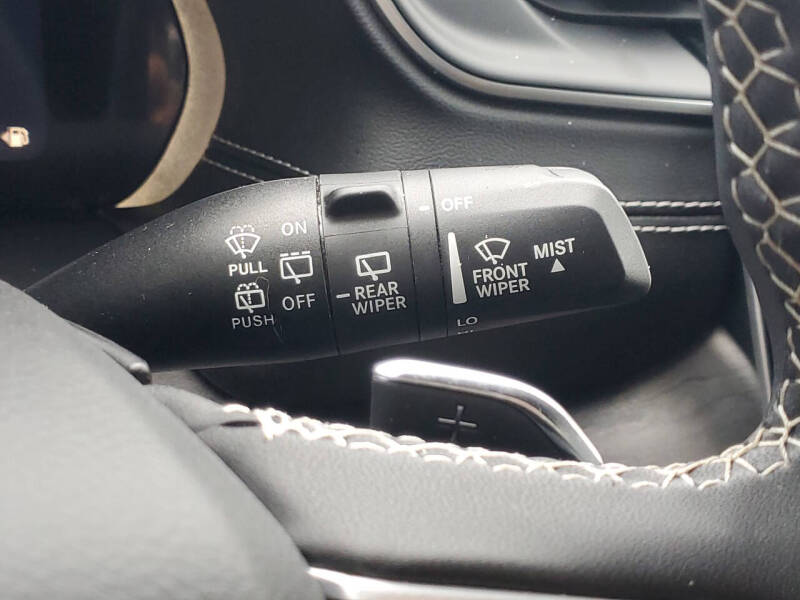 PULL
PUSH
ON
OFF
REAR
WIPER
OFF
LO
FRONT
WIPER
MIST